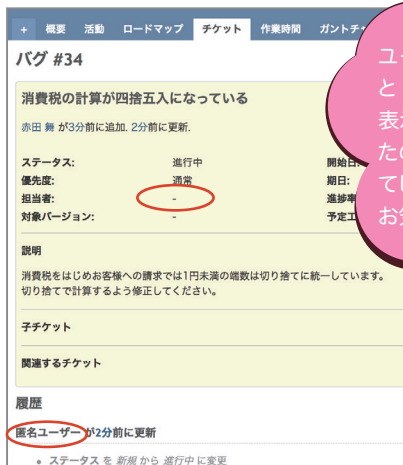 + 概要 活動 ロードマップ チケット 作業時間 ガントチャ
バグ #34
消費税の計算が四捨五入になっている
赤田 舞 が3分前に追加. 2分前に更新.
ステータス: 進行中 開始日:
優先度: 通常 期日:
担当者: - 進捗率
対象バージョン: - 予定工
説明
消費税をはじめお客様への請求では1円未満の端数は切り捨てに統一しています。
切り捨てで計算するよう修正してください。
子チケット
関連するチケット
履歴
匿名ユーザー が2分前に更新
• ステータス を 新規 から 進行中 に変更
ユー
と
表
たの
て
お